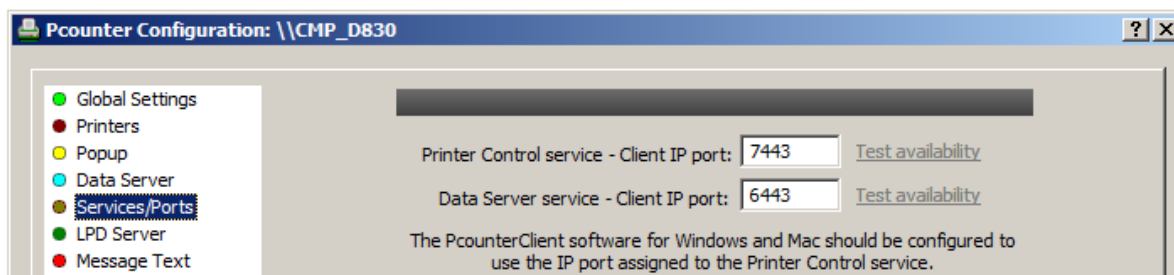 Pcounter Configuration: \\CMP_D830
Global Settings
Printers
Popup
Data Server
Services/Ports
LPD Server
Message Text
Printer Control service - Client IP port: 7443 Test availability
Data Server service - Client IP port: 6443 Test availability
The PcounterClient software for Windows and Mac should be configured to
use the IP port assigned to the Printer Control service.